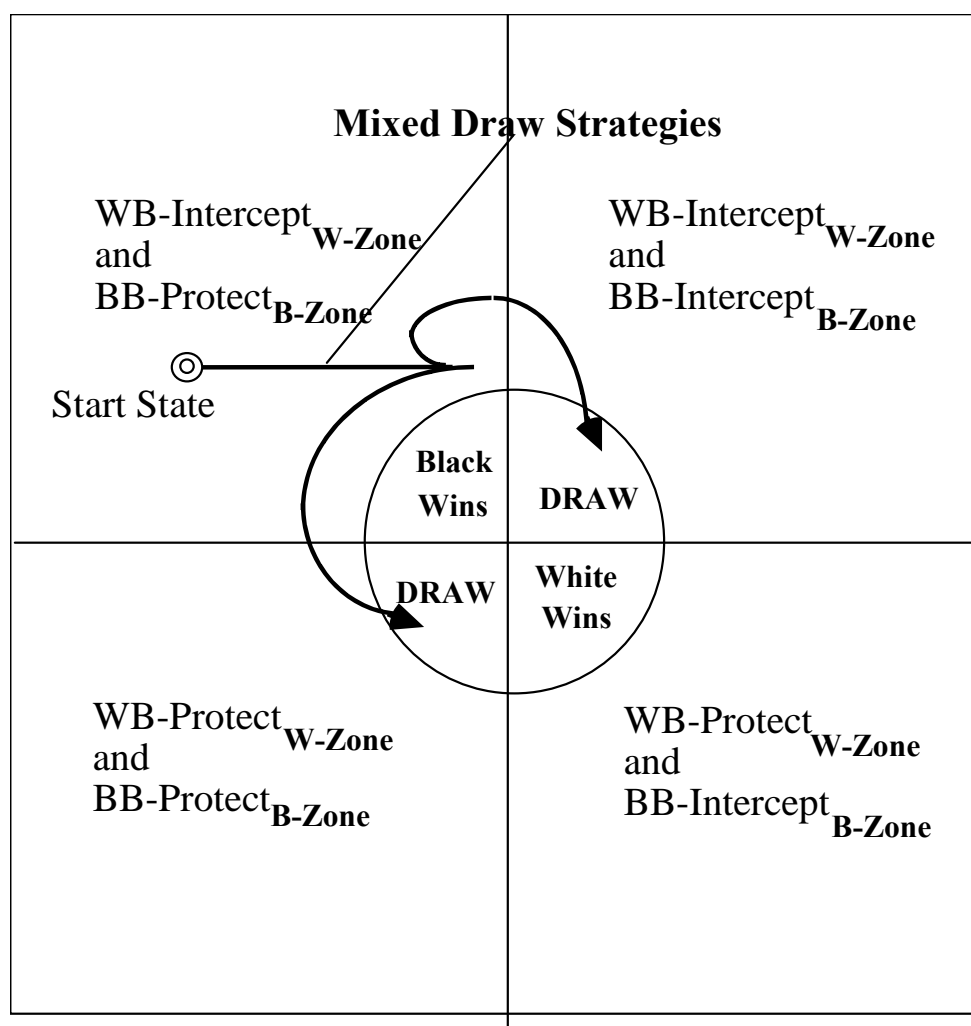 Mixed Draw Strategies
WB-Intercept W-Zone
and
BB-Protect B-Zone
WB-Intercept W-Zone
and
BB-Intercept B-Zone
Start State
Black
Wins
DRAW
DRAW
White
Wins
WB-Protect W-Zone
and
BB-Protect B-Zone
WB-Protect W-Zone
and
BB-Intercept B-Zone